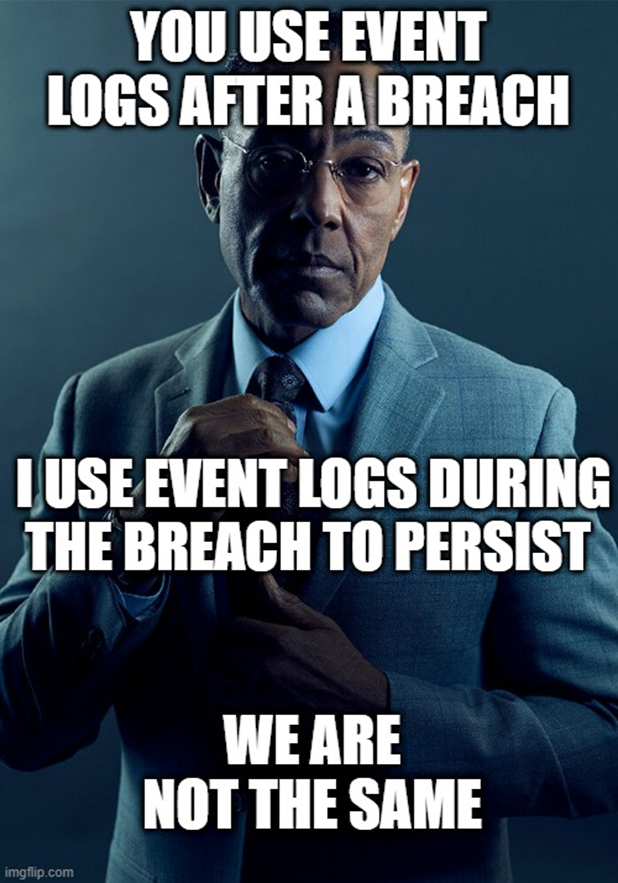 YOU USE EVENT
LOGS AFTER A BREACH
I USE EVENT LOGS DURING
THE BREACH TO PERSIST
WE ARE
NOT THE SAME
imgflip.com